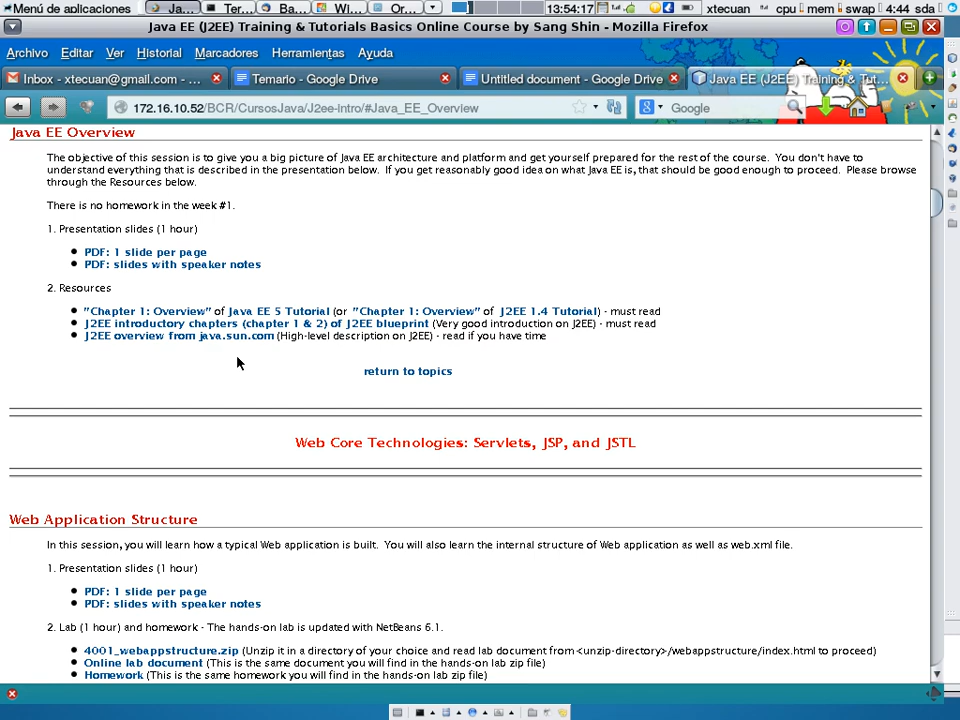 Menú de aplicaciones Ja... Ter... Ba... Wi... Or... 13:54:17 xtecuan cpu mem swap 4:44 sda
Java EE (J2EE) Training & Tutorials Basics Online Course by Sang Shin - Mozilla Firefox
Archivo Editar Ver Historial Marcadores Herramientas Ayuda
Inbox - xtecuan@gmail.com - ... Temario - Google Drive Untitled document - Google Drive Java EE (J2EE) Training & Tut...
172.16.10.52/BCR/CursosJava/J2ee-intro/#Java_EE_Overview Google
Java EE Overview
The objective of this session is to give you a big picture of Java EE architecture and platform and get yourself prepared for the rest of the course. You don't have to
understand everything that is described in the presentation below. If you get reasonably good idea on what Java EE is, that should be good enough to proceed. Please browse
through the Resources below.
There is no homework in the week #1.
1. Presentation slides (1 hour)
PDF: 1 slide per page
PDF: slides with speaker notes
2. Resources
"Chapter 1: Overview" of Java EE 5 Tutorial (or "Chapter 1: Overview" of J2EE 1.4 Tutorial) - must read
J2EE introductory chapters (chapter 1 & 2) of J2EE blueprint (Very good introduction on J2EE) - must read
J2EE overview from java.sun.com (High-level description on J2EE) - read if you have time
return to topics
Web Core Technologies: Servlets, JSP, and JSTL
Web Application Structure
In this session, you will learn how a typical Web application is built. You will also learn the internal structure of Web application as well as web.xml file.
1. Presentation slides (1 hour)
PDF: 1 slide per page
PDF: slides with speaker notes
2. Lab (1 hour) and homework - The hands-on lab is updated with NetBeans 6.1.
4001_webappstructure.zip (Unzip it in a directory of your choice and read lab document from <unzip-directory>/webappstructure/index.html to proceed)
Online lab document (This is the same document you will find in the hands-on lab zip file)
Homework (This is the same homework you will find in the hands-on lab zip file)